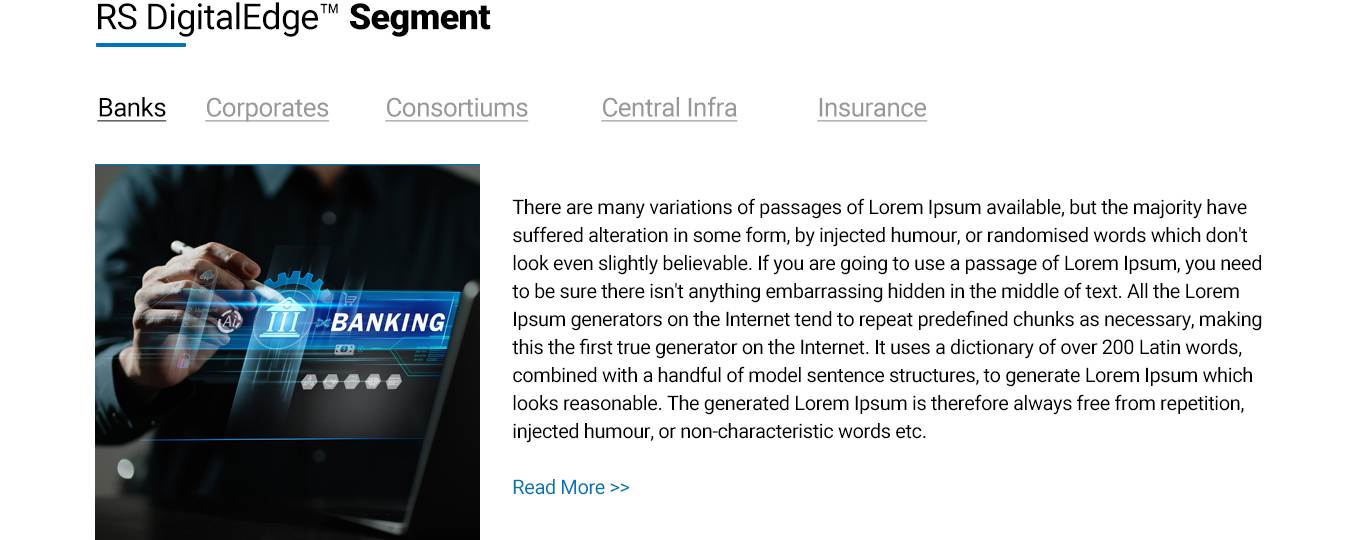 RS DigitalEdge™ Segment
Banks Corporates Consortiums Central Infra Insurance
There are many variations of passages of Lorem Ipsum available, but the majority have
suffered alteration in some form, by injected humour, or randomised words which don't
look even slightly believable. If you are going to use a passage of Lorem Ipsum, you need
to be sure there isn't anything embarrassing hidden in the middle of text. All the Lorem
Ipsum generators on the Internet tend to repeat predefined chunks as necessary, making
this the first true generator on the Internet. It uses a dictionary of over 200 Latin words,
combined with a handful of model sentence structures, to generate Lorem Ipsum which
looks reasonable. The generated Lorem Ipsum is therefore always free from repetition,
injected humour, or non-characteristic words etc.
Read More >>
Ai
BANKING